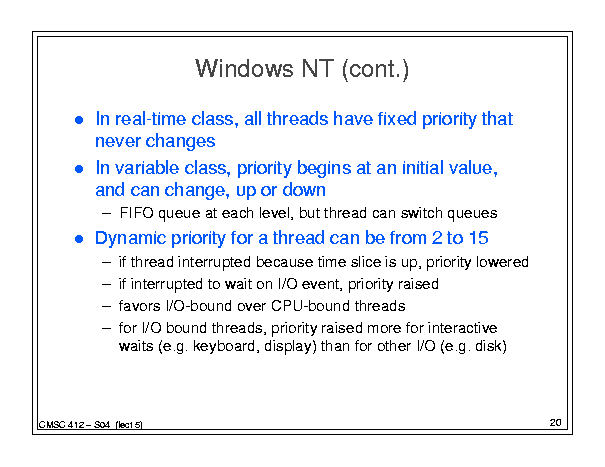 Windows NT (cont.)
● In real-time class, all threads have fixed priority that
never changes
● In variable class, priority begins at an initial value,
and can change, up or down
– FIFO queue at each level, but thread can switch queues
● Dynamic priority for a thread can be from 2 to 15
– if thread interrupted because time slice is up, priority lowered
– if interrupted to wait on I/O event, priority raised
– favors I/O-bound over CPU-bound threads
– for I/O bound threads, priority raised more for interactive
waits (e.g. keyboard, display) than for other I/O (e.g. disk)
CMSC 412 – S04 (lect5)
20